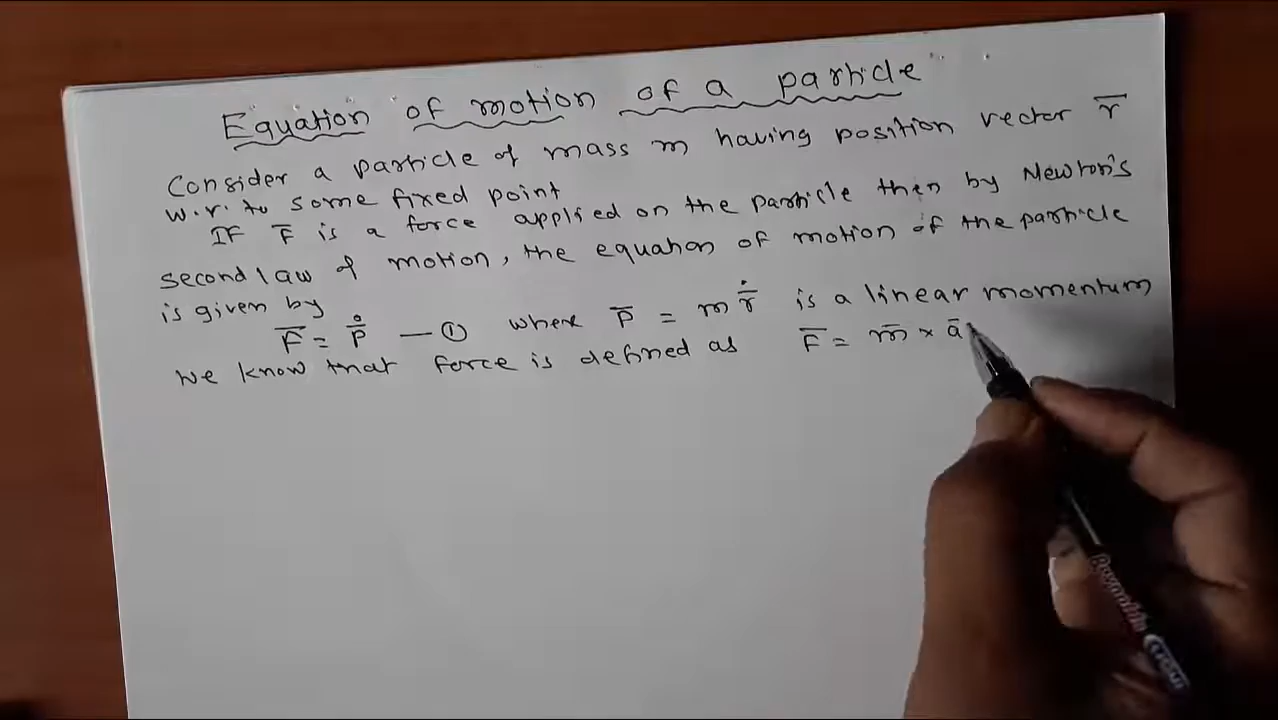 Equation of motion of a particle
Consider a particle of mass m having position vector r̅
w.r.to some fixed point
IF F̅ is a force applied on the particle then by Newton's
second law of motion, the equation of motion of the particle
is given by
F̅ = ṗ̅ — ① where p̅ = m ṙ̅ is a linear momentum
we know that force is defined as F̅ = m̅ × a̅
Reynolds